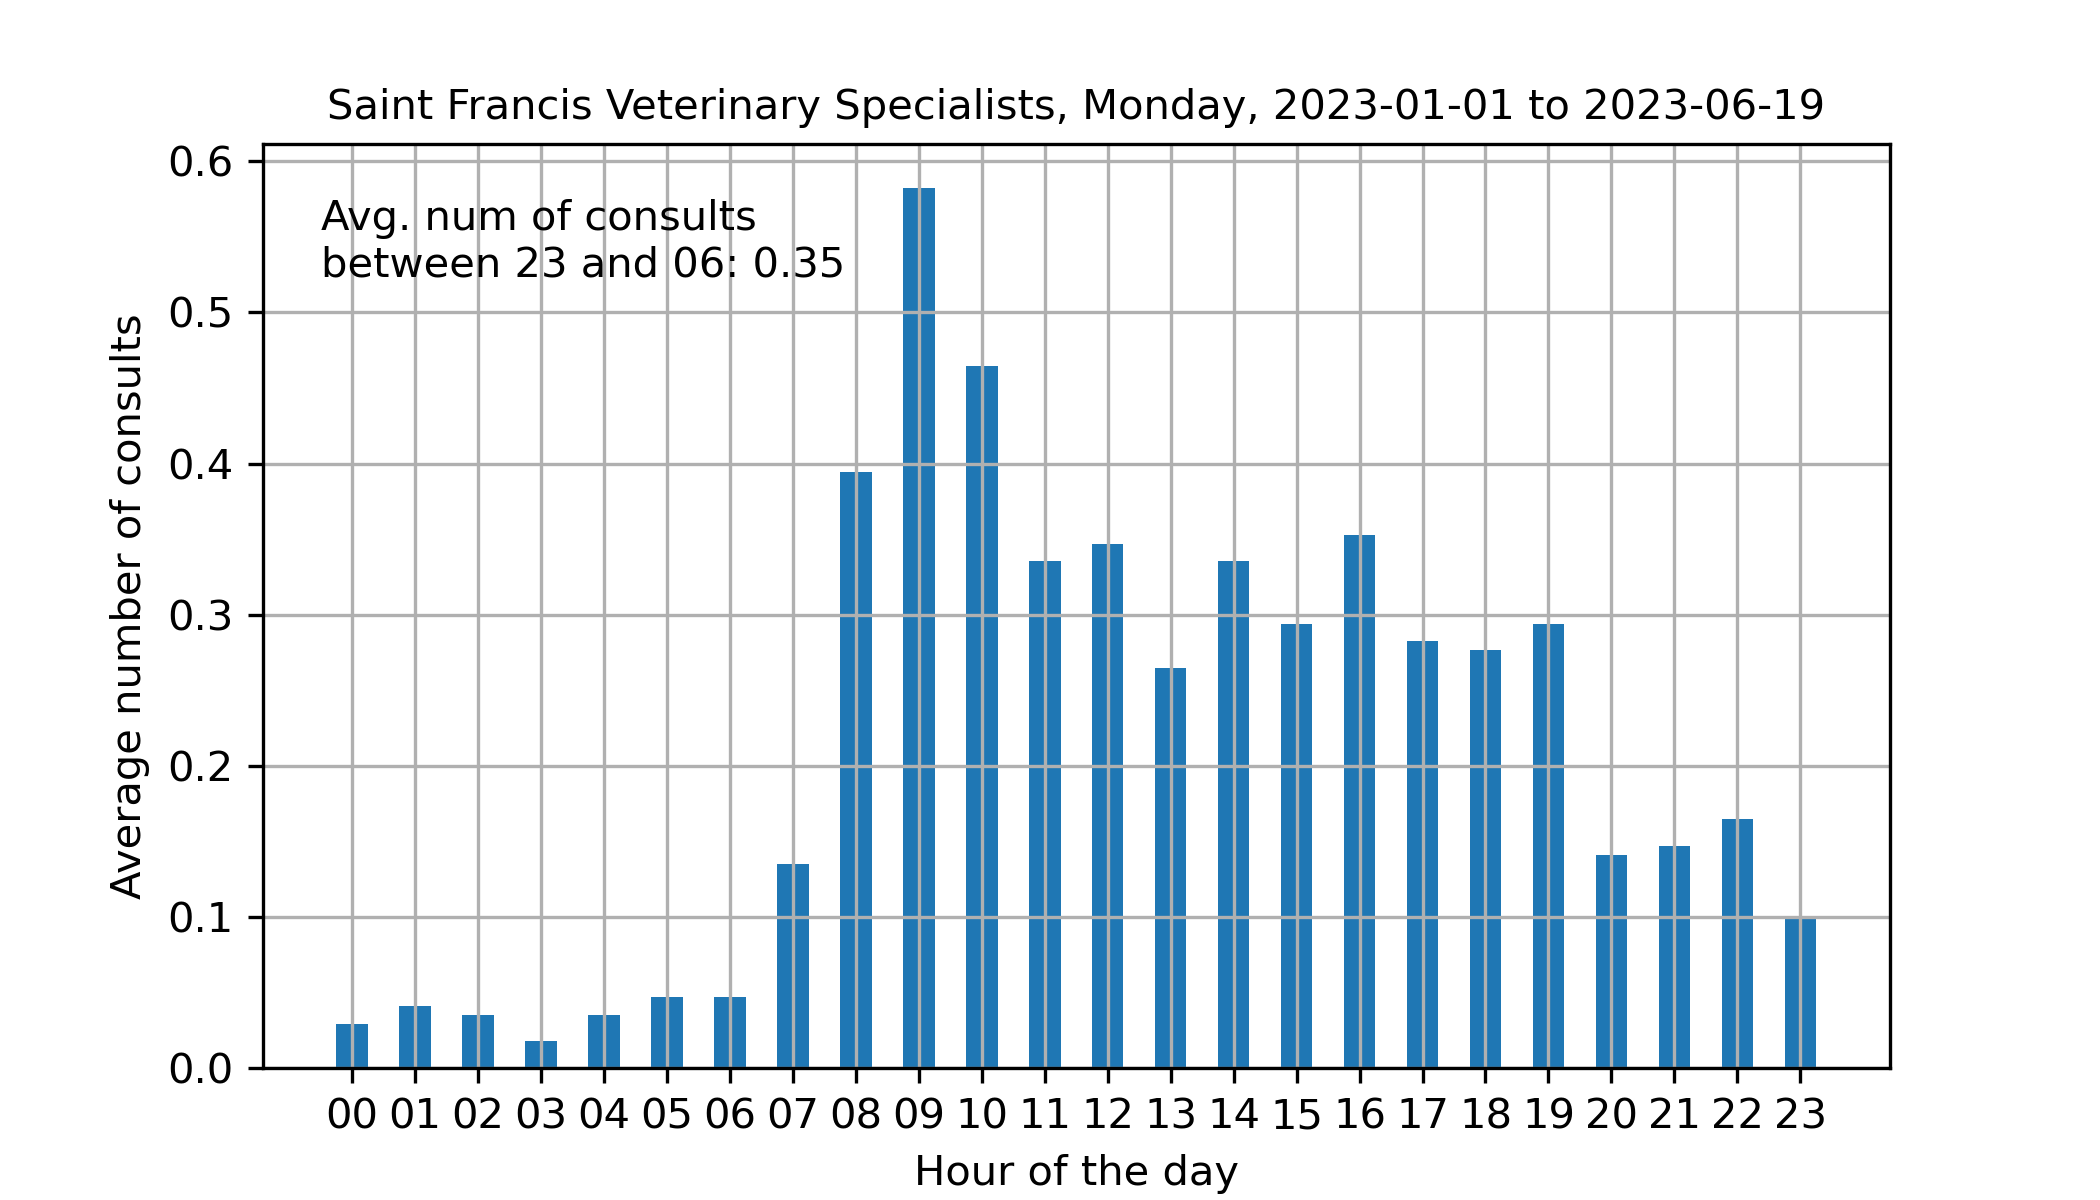 Saint Francis Veterinary Specialists, Monday, 2023-01-01 to 2023-06-19
0.6
Avg. num of consults
between 23 and 06: 0.35
0.5
0.4
0.3
0.2
0.1
0.0
Average number of consults
00 01 02 03 04 05 06 07 08 09 10 11 12 13 14 15 16 17 18 19 20 21 22 23
Hour of the day